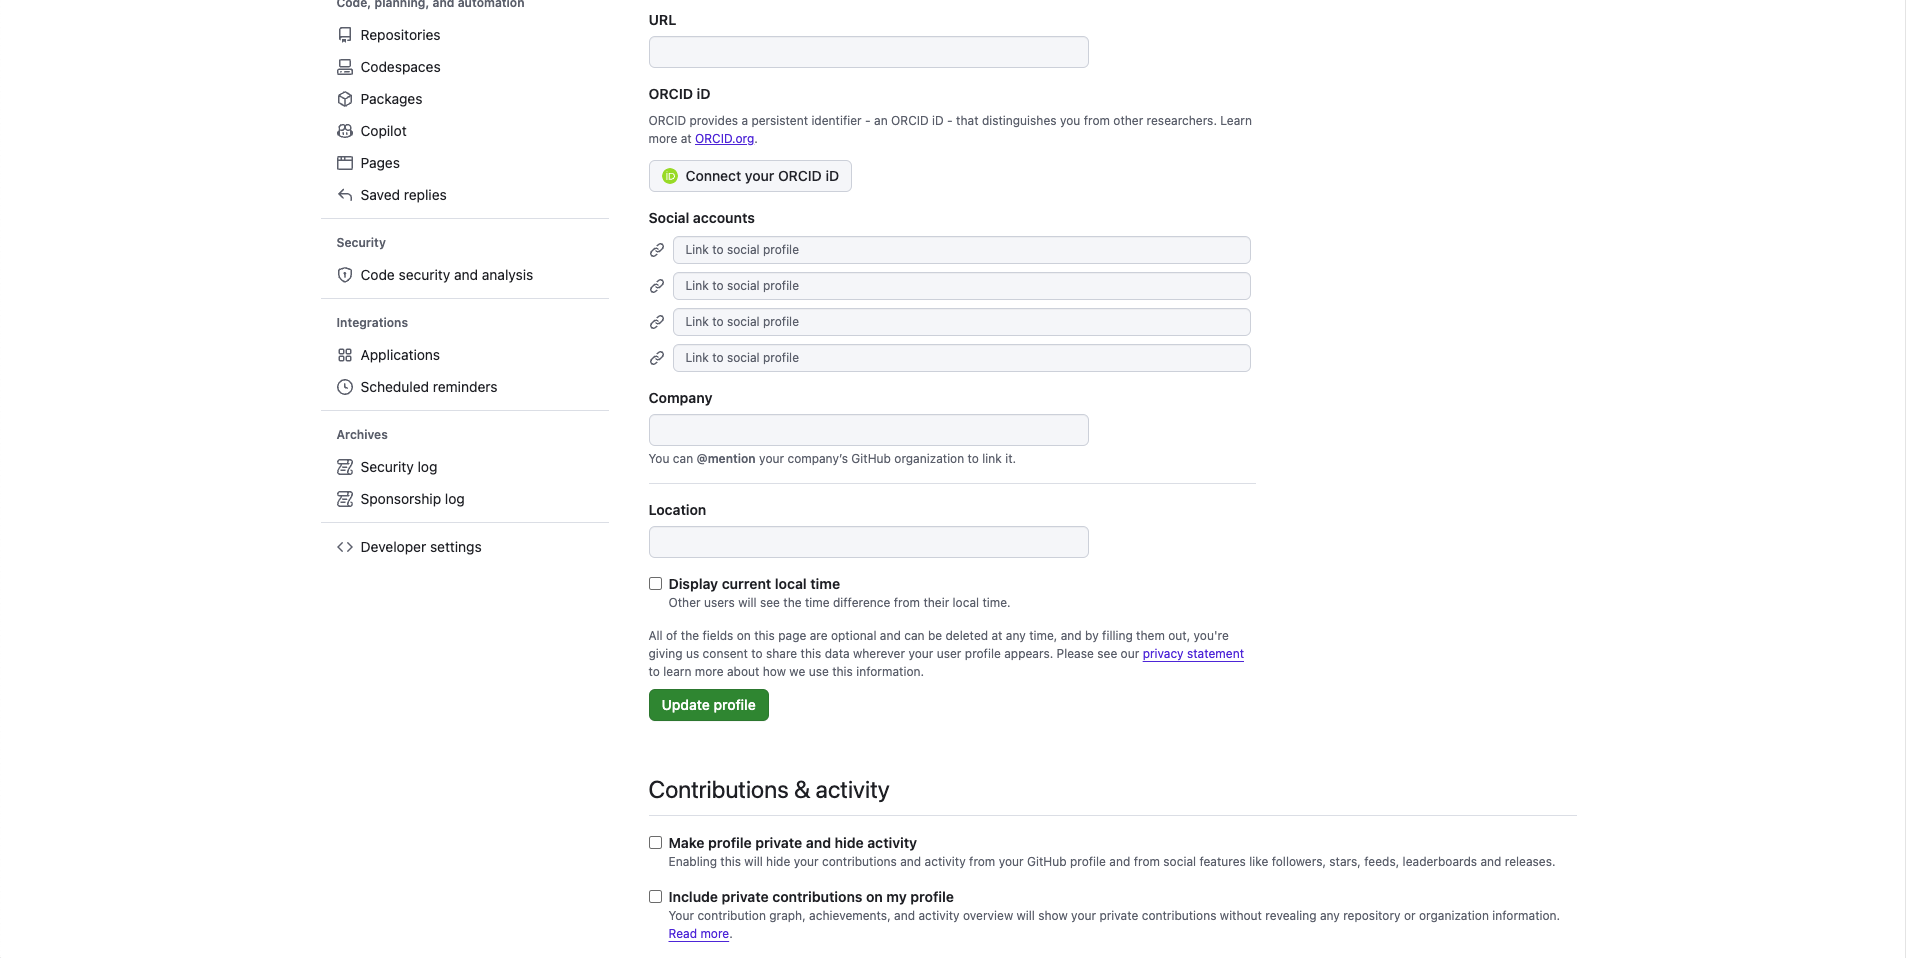 Code, planning, and automation
Repositories
Codespaces
Packages
Copilot
Pages
Saved replies
Security
Code security and analysis
Integrations
Applications
Scheduled reminders
Archives
Security log
Sponsorship log
Developer settings
URL
ORCID iD
ORCID provides a persistent identifier - an ORCID iD - that distinguishes you from other researchers. Learn
more at ORCID.org.
iD Connect your ORCID iD
Social accounts
Link to social profile
Link to social profile
Link to social profile
Link to social profile
Company
You can @mention your company's GitHub organization to link it.
Location
Display current local time
Other users will see the time difference from their local time.
All of the fields on this page are optional and can be deleted at any time, and by filling them out, you're
giving us consent to share this data wherever your user profile appears. Please see our privacy statement
to learn more about how we use this information.
Update profile
Contributions & activity
Make profile private and hide activity
Enabling this will hide your contributions and activity from your GitHub profile and from social features like followers, stars, feeds, leaderboards and releases.
Include private contributions on my profile
Your contribution graph, achievements, and activity overview will show your private contributions without revealing any repository or organization information.
Read more.